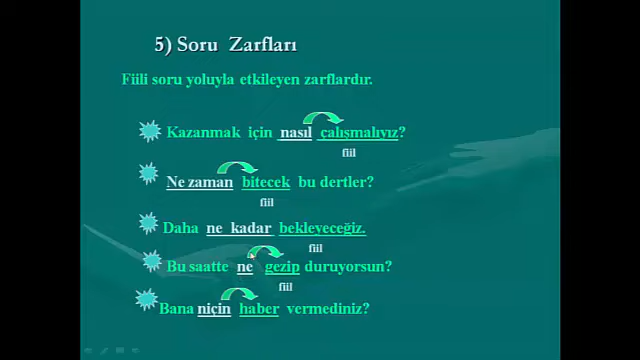 5) Soru Zarfları
Fiili soru yoluyla etkileyen zarflardır.
Kazanmak için nasıl çalışmalıyız?
fiil
Ne zaman bitecek bu dertler?
fiil
Daha ne kadar bekleyeceğiz.
fiil
Bu saatte ne gezip duruyorsun?
fiil
Bana niçin haber vermediniz?